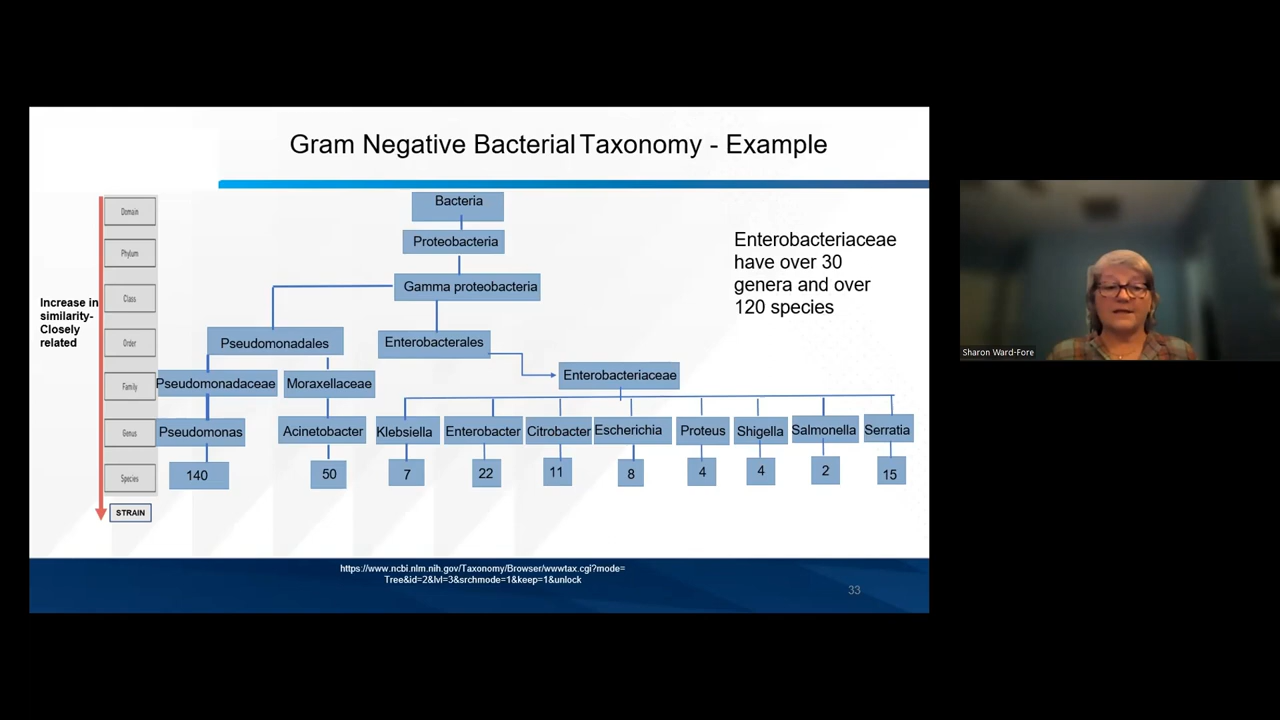 Gram Negative Bacterial Taxonomy - Example
Domain
Phylum
Class
Order
Family
Genus
Species
STRAIN
Increase in
similarity-
Closely
related
Bacteria
Proteobacteria
Gamma proteobacteria
Pseudomonadales
Enterobacterales
Pseudomonadaceae
Moraxellaceae
Enterobacteriaceae
Pseudomonas
Acinetobacter
Klebsiella
Enterobacter
Citrobacter
Escherichia
Proteus
Shigella
Salmonella
Serratia
140
50
7
22
11
8
4
4
2
15
Enterobacteriaceae
have over 30
genera and over
120 species
https://www.ncbi.nlm.nih.gov/Taxonomy/Browser/wwwtax.cgi?mode=
Tree&id=2&lvl=3&srchmode=1&keep=1&unlock
33
Sharon Ward-Fore